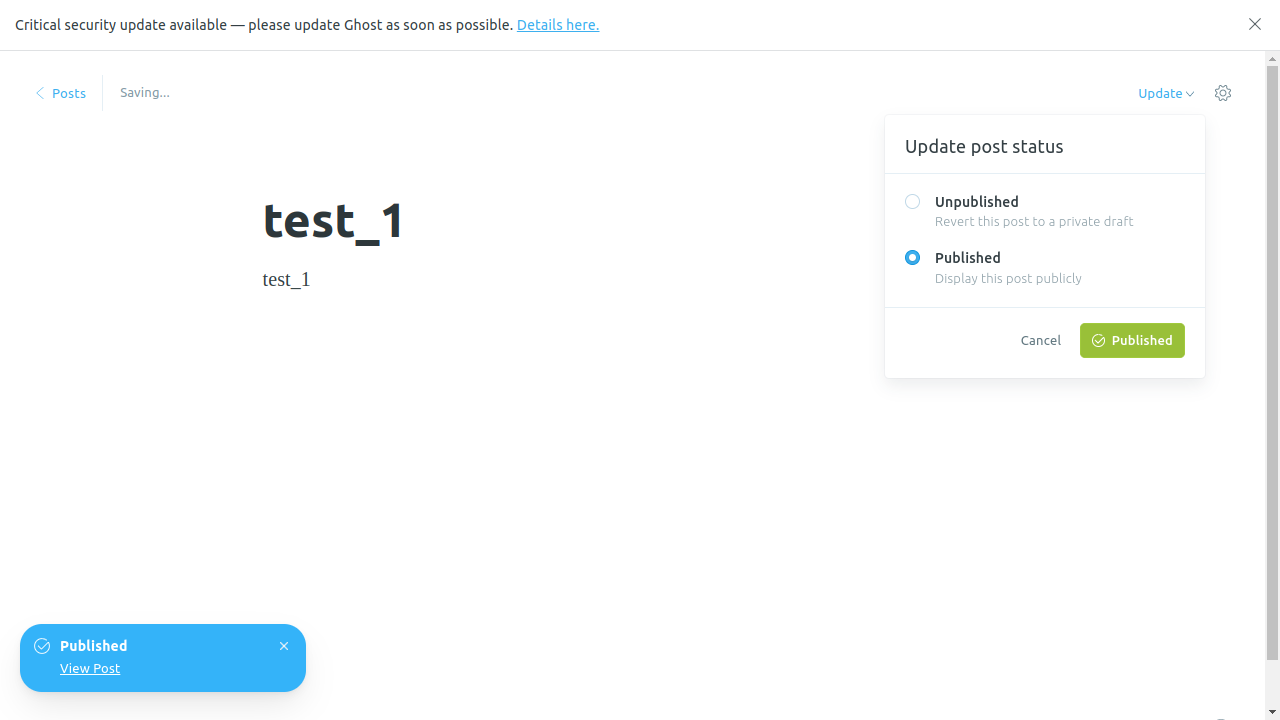 Critical security update available — please update Ghost as soon as possible. Details here.
Posts
Saving...
Update
Update post status
Unpublished
Revert this post to a private draft
Published
Display this post publicly
Cancel
Published
test_1
test_1
Published
View Post